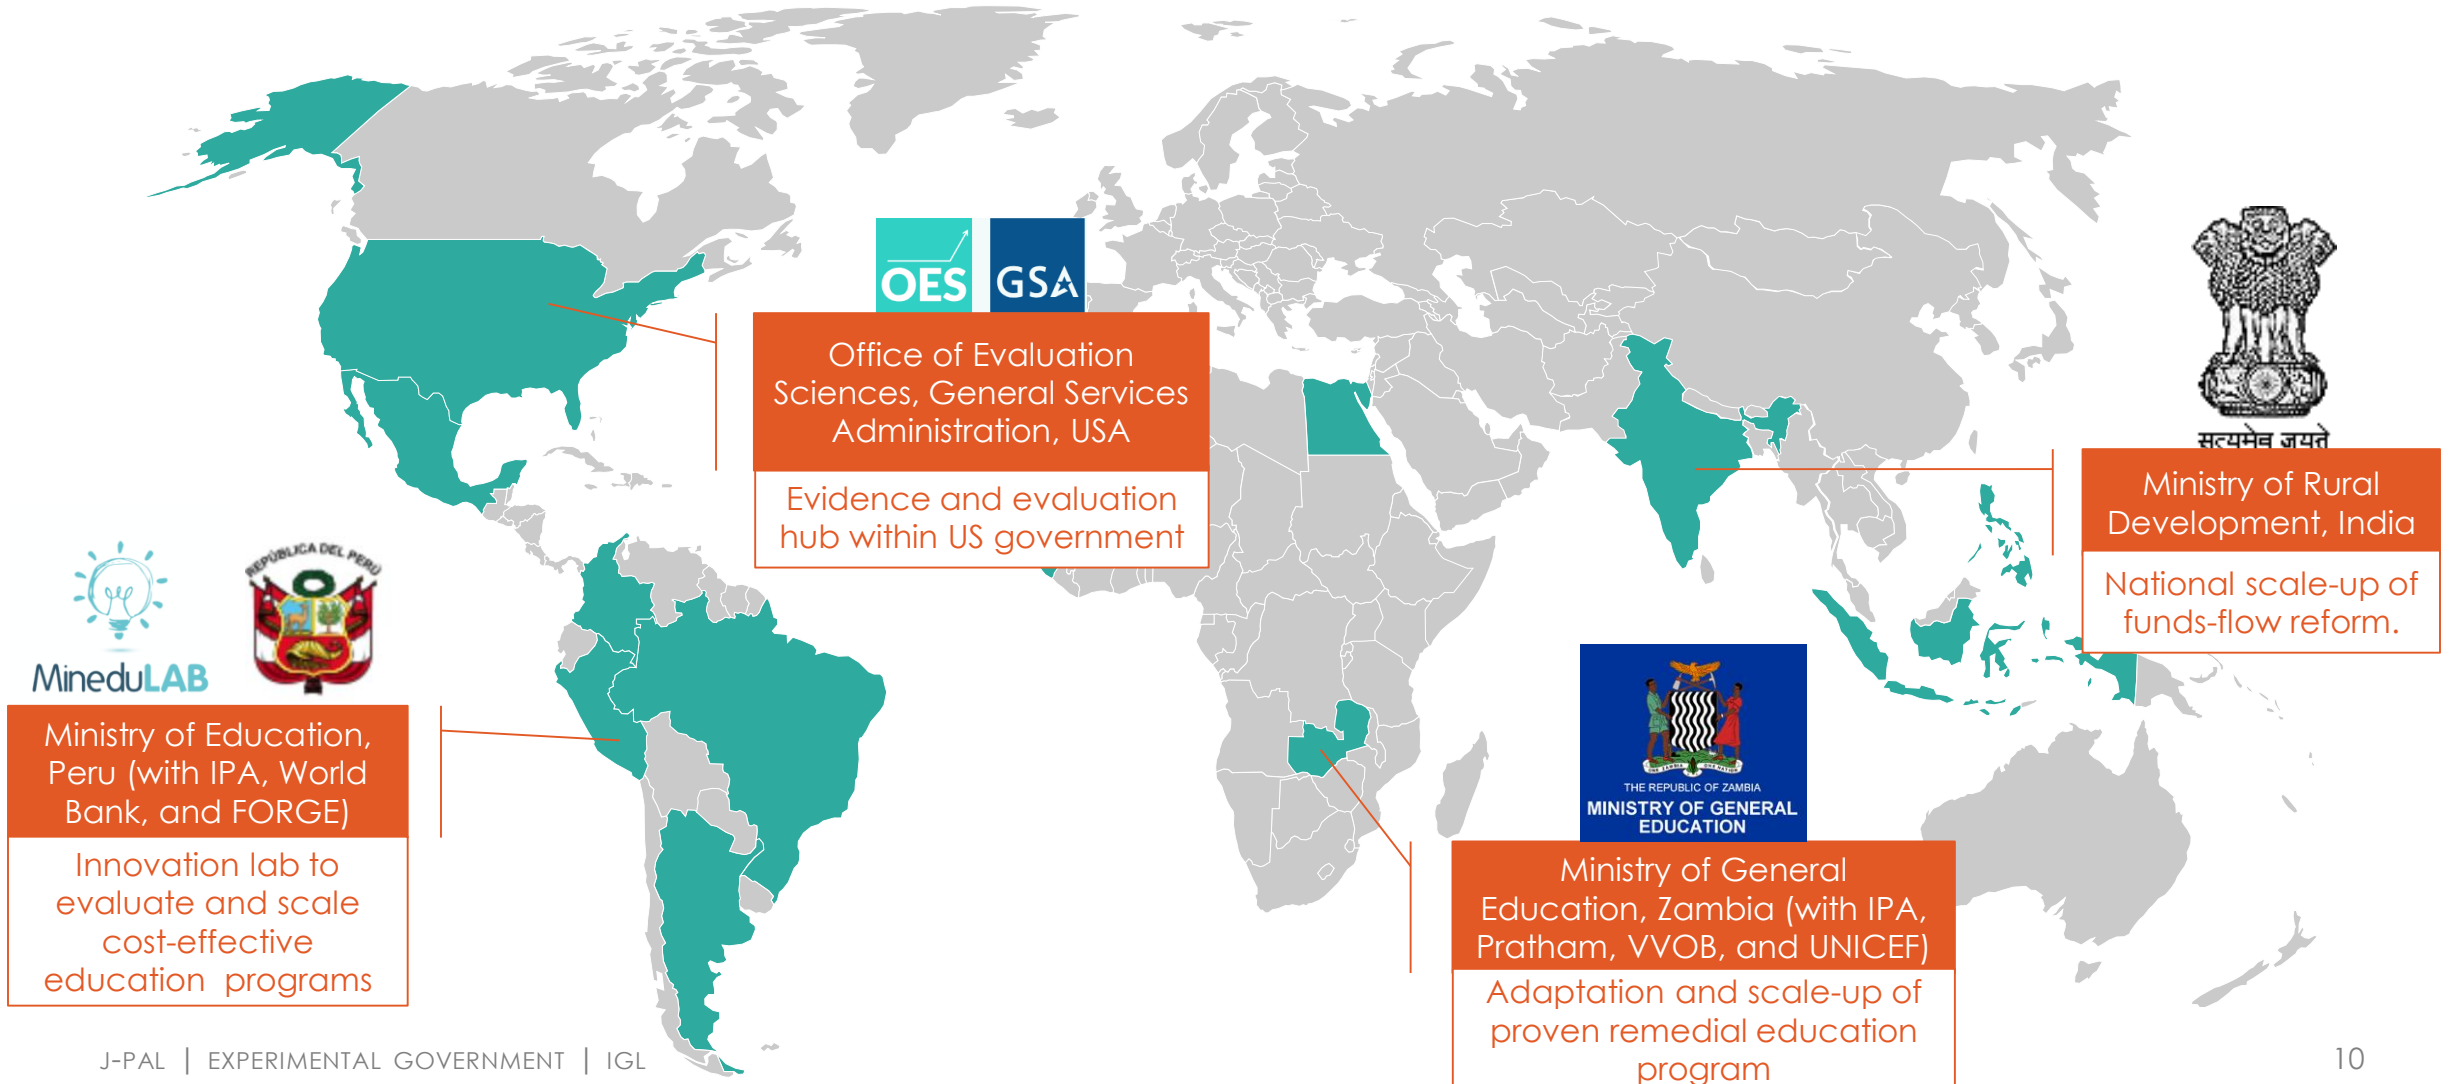 OES
GSA
Office of Evaluation
Sciences, General Services
Administration, USA
Evidence and evaluation
hub within US government
सत्यमेव जयते
Ministry of Rural
Development, India
National scale-up of
funds-flow reform.
MineduLAB
REPÚBLICA DEL PERÚ
Ministry of Education,
Peru (with IPA, World
Bank, and FORGE)
Innovation lab to
evaluate and scale
cost-effective
education programs
THE REPUBLIC OF ZAMBIA
MINISTRY OF GENERAL
EDUCATION
Ministry of General
Education, Zambia (with IPA,
Pratham, VVOB, and UNICEF)
Adaptation and scale-up of
proven remedial education
program
J-PAL | EXPERIMENTAL GOVERNMENT | IGL
10